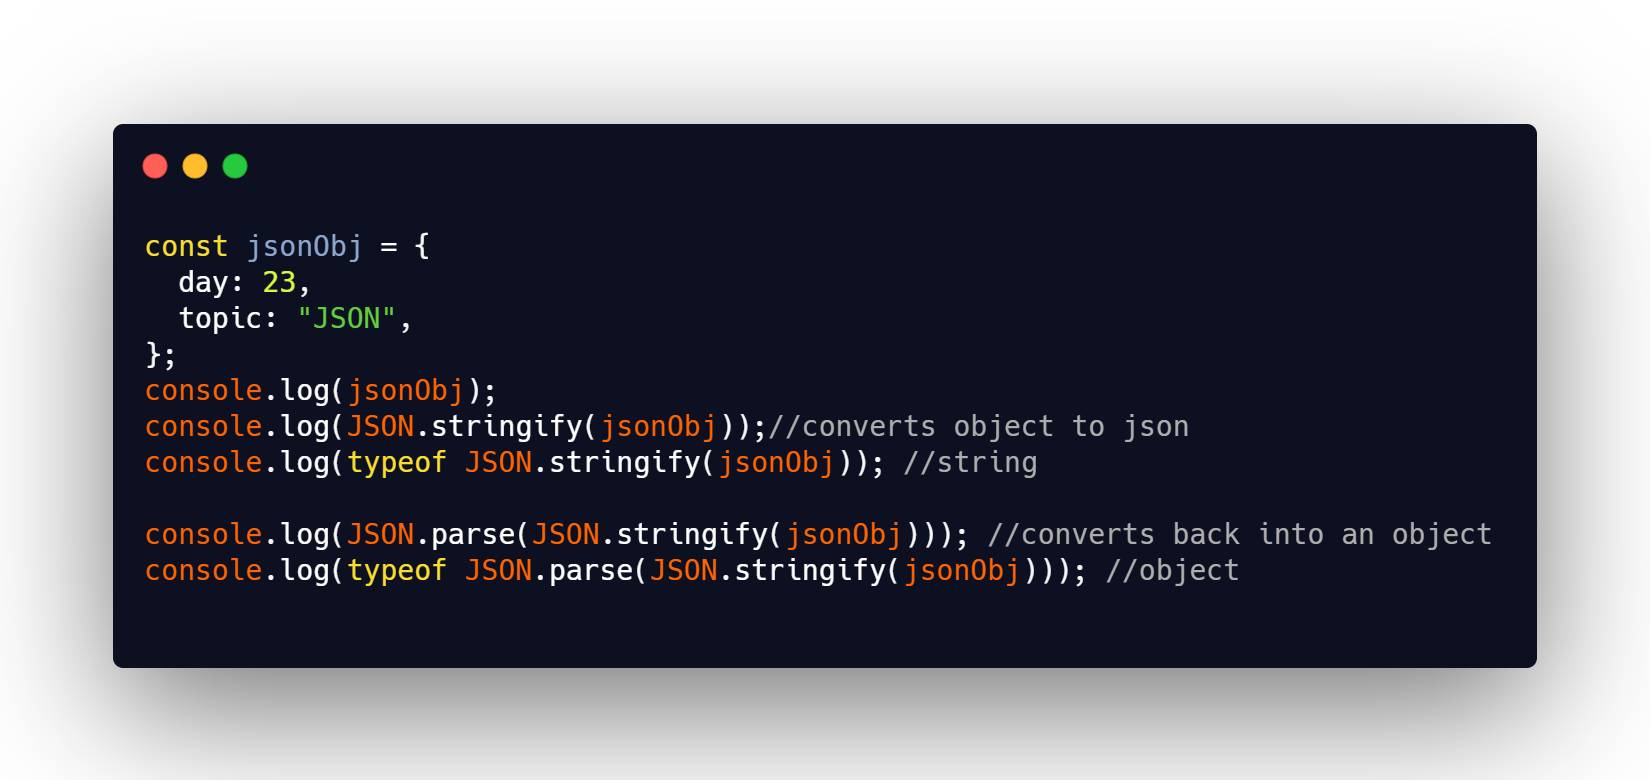 const jsonObj = {
  day: 23,
  topic: "JSON",
};
console.log(jsonObj);
console.log(JSON.stringify(jsonObj));//converts object to json
console.log(typeof JSON.stringify(jsonObj)); //string
console.log(JSON.parse(JSON.stringify(jsonObj))); //converts back into an object
console.log(typeof JSON.parse(JSON.stringify(jsonObj))); //object